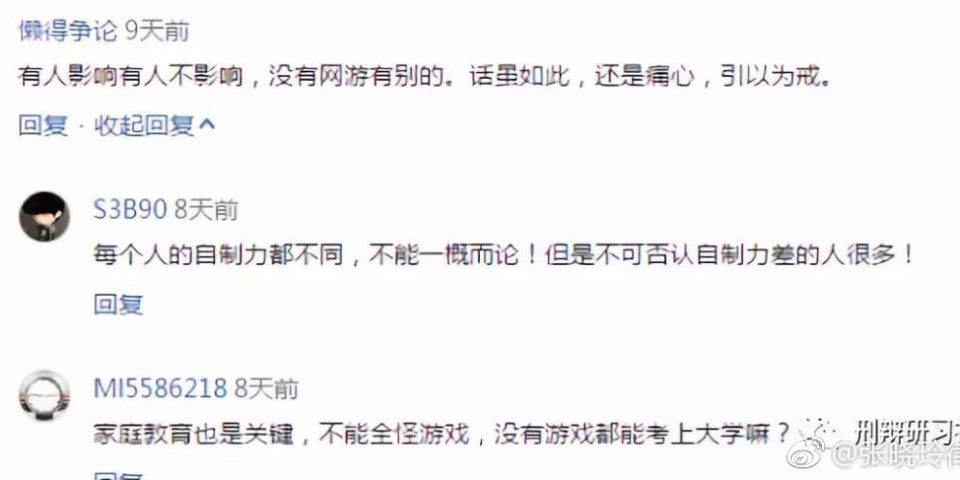 懒得争论 9天前
有人影响有人不影响，没有网游有别的。话虽如此，还是痛心，引以为戒。
回复 · 收起回复
S3B90 8天前
每个人的自制力都不同，不能一概而论！但是不可否认自制力差的人很多！
回复
MI5586218 8天前
家庭教育也是关键，不能全怪游戏，没有游戏都能考上大学嘛？
刑辩研习
@张晓玲
回复